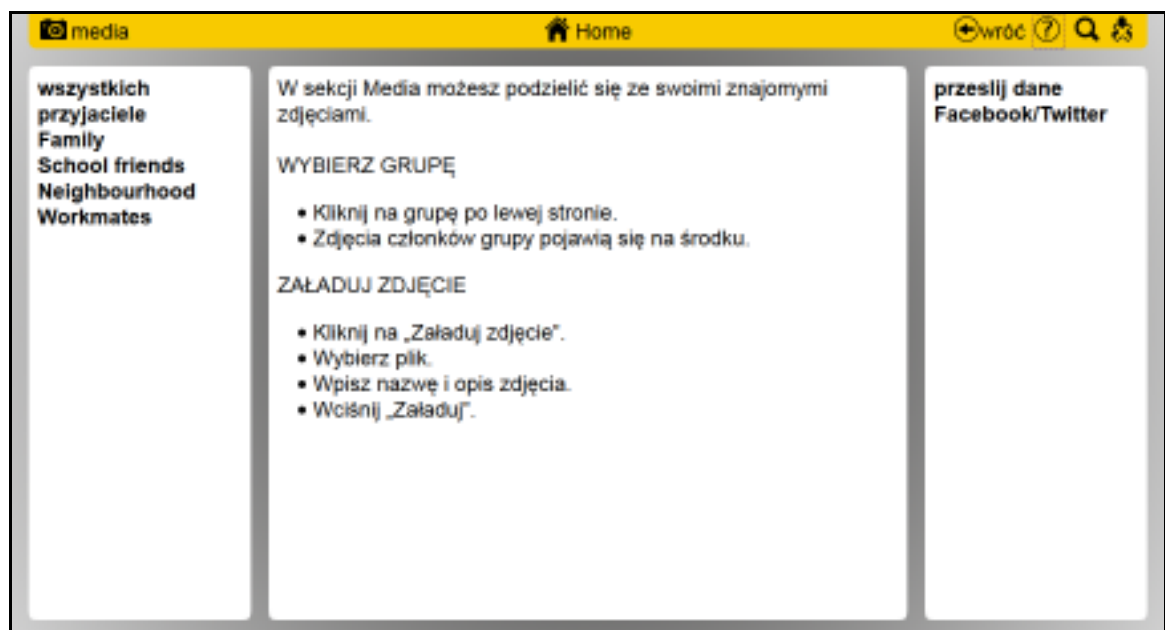 media
Home
wróć
wszystkich
przyjaciele
Family
School friends
Neighbourhood
Workmates
W sekcji Media możesz podzielić się ze swoimi znajomymi
zdjęciami.
WYBIERZ GRUPĘ
• Kliknij na grupę po lewej stronie.
• Zdjęcia członków grupy pojawią się na środku.
ZAŁADUJ ZDJĘCIE
• Kliknij na „Załaduj zdjęcie”.
• Wybierz plik.
• Wpisz nazwę i opis zdjęcia.
• Wciśnij „Załaduj”.
przeslij dane
Facebook/Twitter